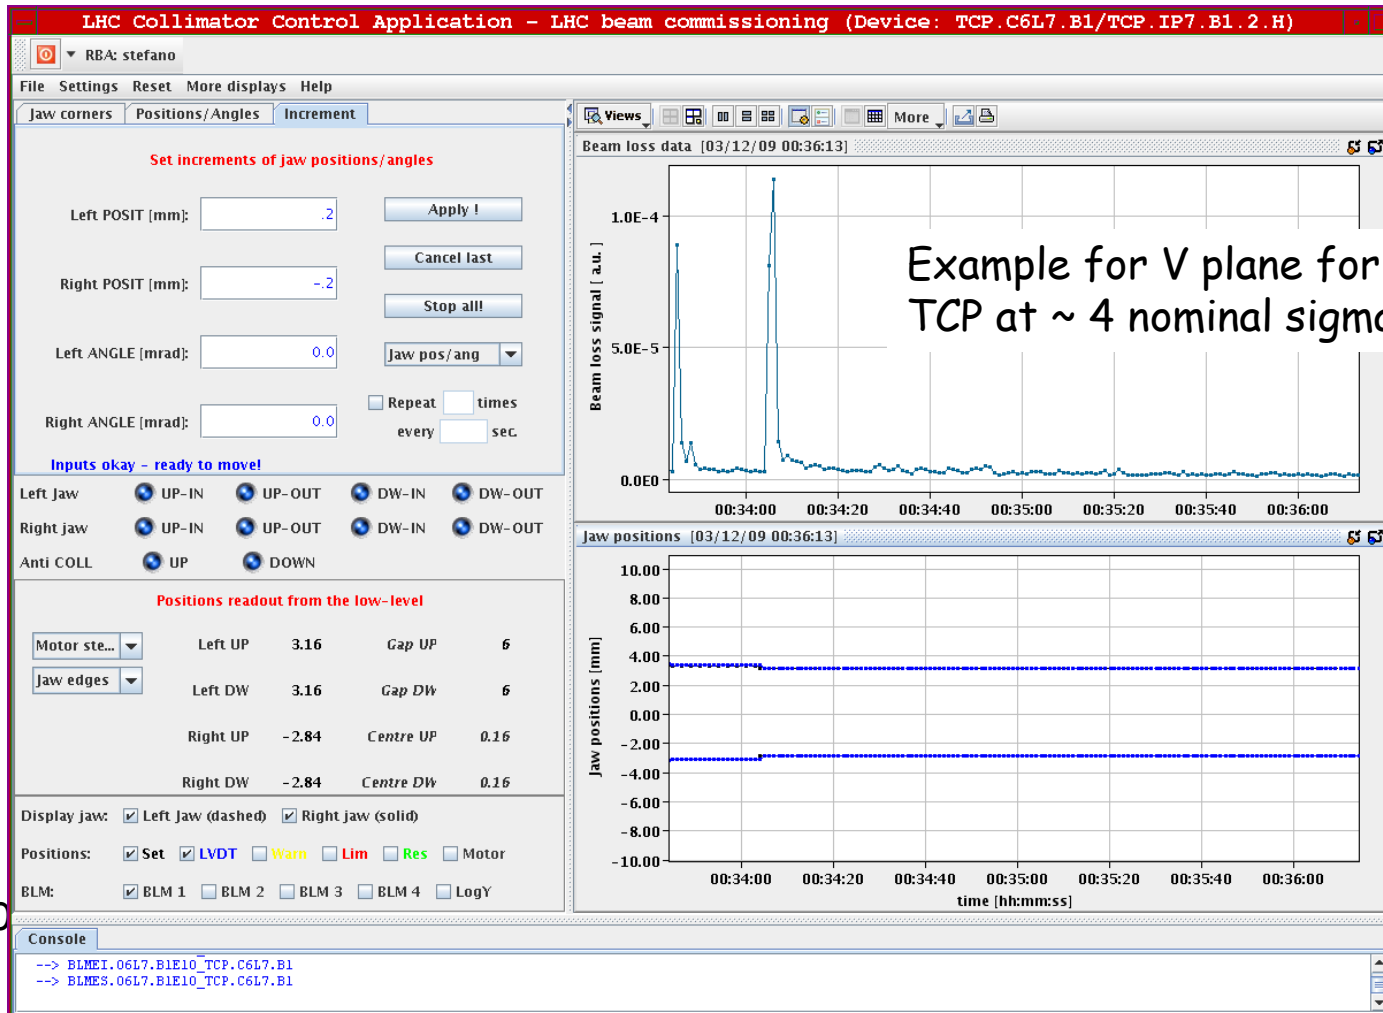 LHC Collimator Control Application - LHC beam commissioning (Device: TCP.C6L7.B1/TCP.IP7.B1.2.H)
RBA: stefano
File Settings Reset More displays Help
Jaw corners Positions/Angles Increment
Set increments of jaw positions/angles
Left POSIT [mm]: .2 Apply !
Cancel last
Right POSIT [mm]: -.2
Stop all!
Left ANGLE [mrad]: 0.0 Jaw pos/ang
Repeat times
Right ANGLE [mrad]: 0.0
every sec.
Inputs okay - ready to move!
Left Jaw UP-IN UP-OUT DW-IN DW-OUT
Right jaw UP-IN UP-OUT DW-IN DW-OUT
Anti COLL UP DOWN
Positions readout from the low-level
Motor ste... Left UP 3.16 Gap UP 6
Jaw edges Left DW 3.16 Gap DW 6
Right UP -2.84 Centre UP 0.16
Right DW -2.84 Centre DW 0.16
Display jaw: Left Jaw (dashed) Right jaw (solid)
Positions: Set LVDT Warn Lim Res Motor
BLM: BLM 1 BLM 2 BLM 3 BLM 4 LogY
Views More
Beam loss data [03/12/09 00:36:13]
Beam loss signal [ a.u. ]
1.0E-4
5.0E-5
0.0E0
Example for V plane for
TCP at ~ 4 nominal sigma
00:34:00 00:34:20 00:34:40 00:35:00 00:35:20 00:35:40 00:36:00
Jaw positions [03/12/09 00:36:13]
Jaw positions [mm]
10.00
8.00
6.00
4.00
2.00
0.00
-2.00
-4.00
-6.00
-8.00
-10.00
00:34:00 00:34:20 00:34:40 00:35:00 00:35:20 00:35:40 00:36:00
time [hh:mm:ss]
Console
--> BLMEI.06L7.B1E10_TCP.C6L7.B1
--> BLMES.06L7.B1E10_TCP.C6L7.B1